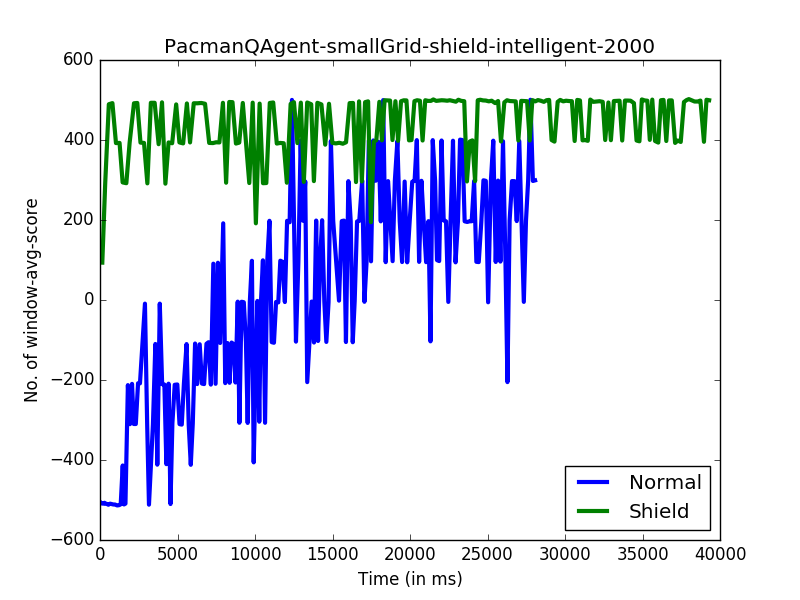 PacmanQAgent-smallGrid-shield-intelligent-2000
600
400
200
0
−200
−400
−600
No. of window-avg-score
Normal
Shield
0 5000 10000 15000 20000 25000 30000 35000 40000
Time (in ms)